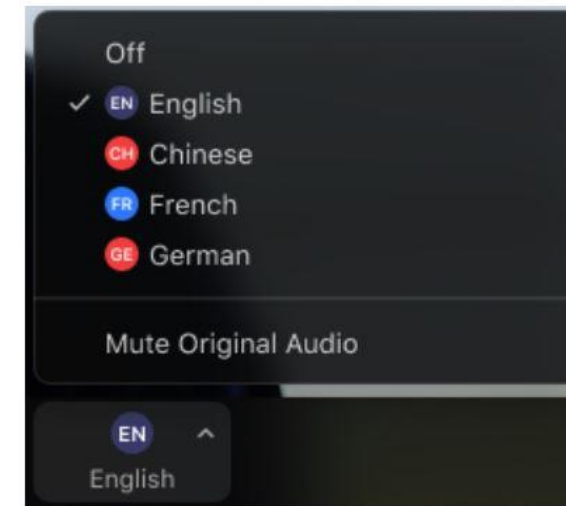 Off
EN English
CH Chinese
FR French
GE German
Mute Original Audio
EN
English